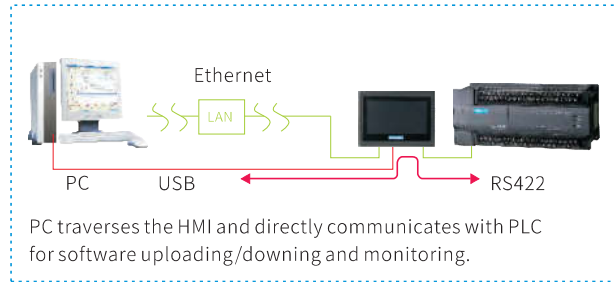 Ethernet
LAN
PC
USB
RS422
PC traverses the HMI and directly communicates with PLC
for software uploading/downing and monitoring.